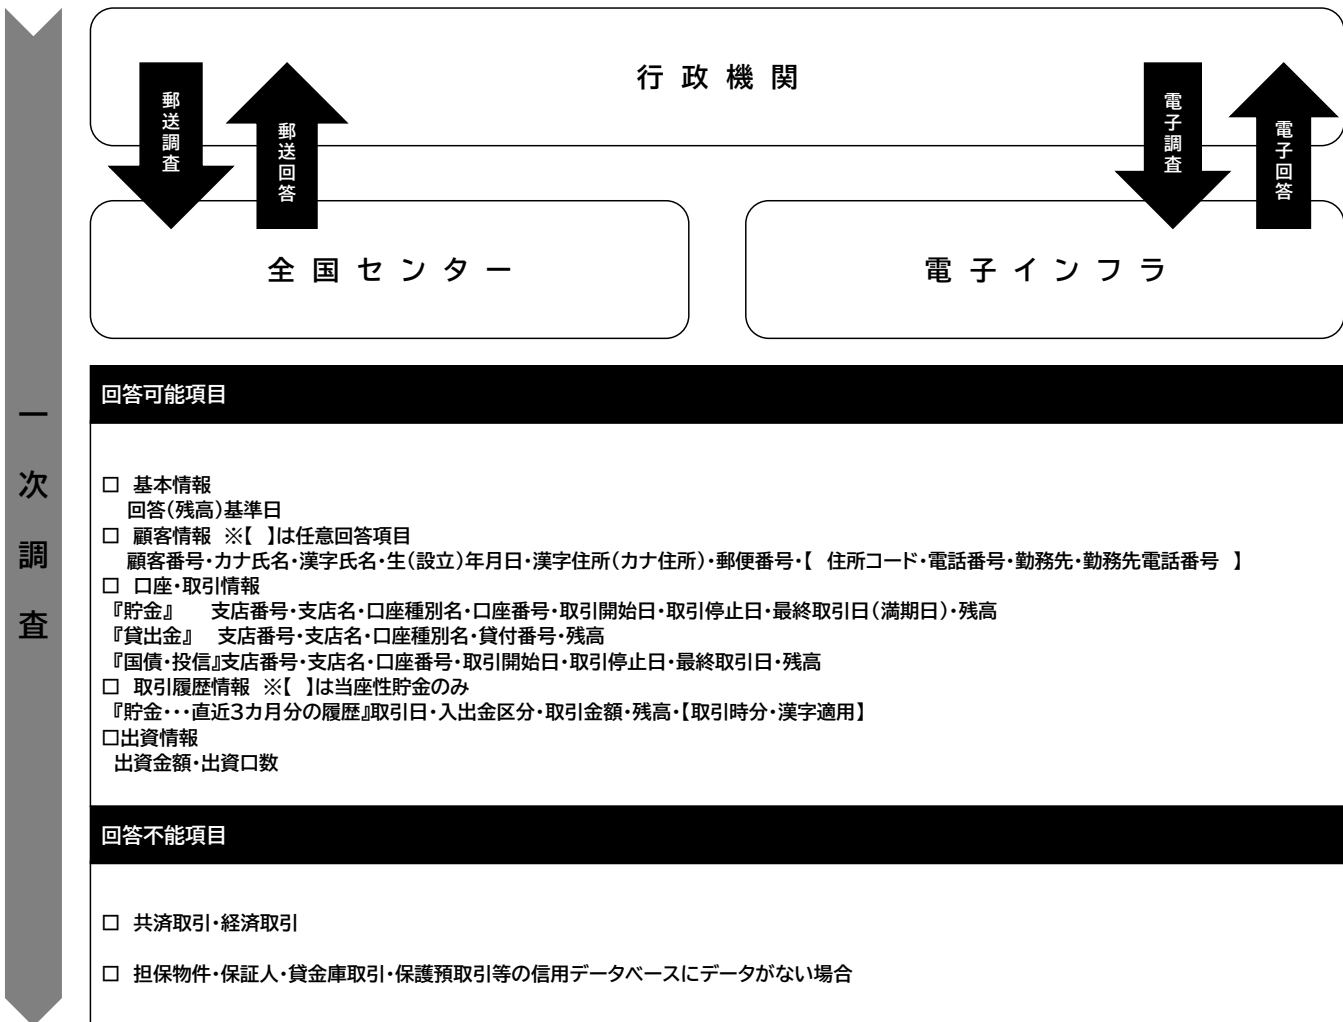 行政機関
郵送調査
郵送回答
電子調査
電子回答
全国センター
電子インフラ
一次調査
回答可能項目
□ 基本情報
回答(残高)基準日
□ 顧客情報 ※【 】は任意回答項目
顧客番号・カナ氏名・漢字氏名・生(設立)年月日・漢字住所(カナ住所)・郵便番号・【 住所コード・電話番号・勤務先・勤務先電話番号 】
□ 口座・取引情報
『貯金』 支店番号・支店名・口座種別名・口座番号・取引開始日・取引停止日・最終取引日(満期日)・残高
『貸出金』 支店番号・支店名・口座種別名・貸付番号・残高
『国債・投信』支店番号・支店名・口座番号・取引開始日・取引停止日・最終取引日・残高
□ 取引履歴情報 ※【 】は当座性貯金のみ
『貯金・・・直近3カ月分の履歴』取引日・入出金区分・取引金額・残高・【取引時分・漢字適用】
□出資情報
出資金額・出資口数
回答不能項目
□ 共済取引・経済取引
□ 担保物件・保証人・貸金庫取引・保護預取引等の信用データベースにデータがない場合